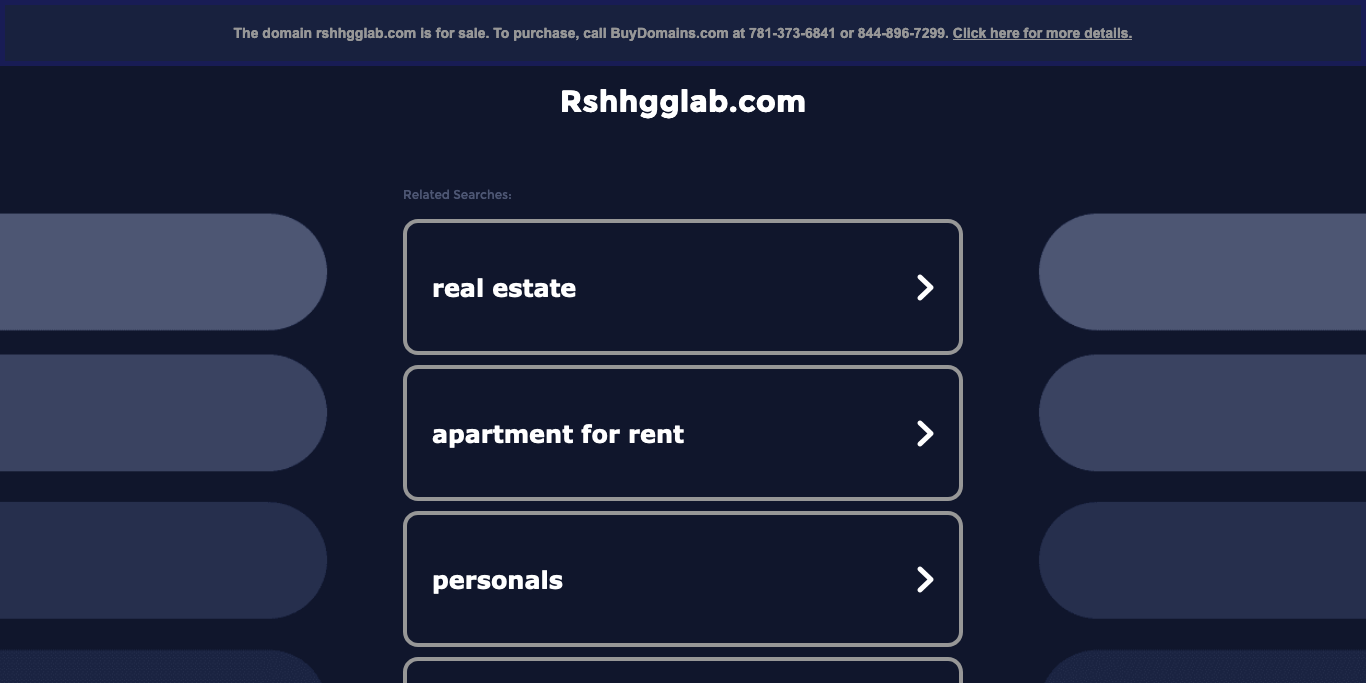 The domain rshhgglab.com is for sale. To purchase, call BuyDomains.com at 781-373-6841 or 844-896-7299. Click here for more details.
Rshhgglab.com
Related Searches:
real estate
apartment for rent
personals